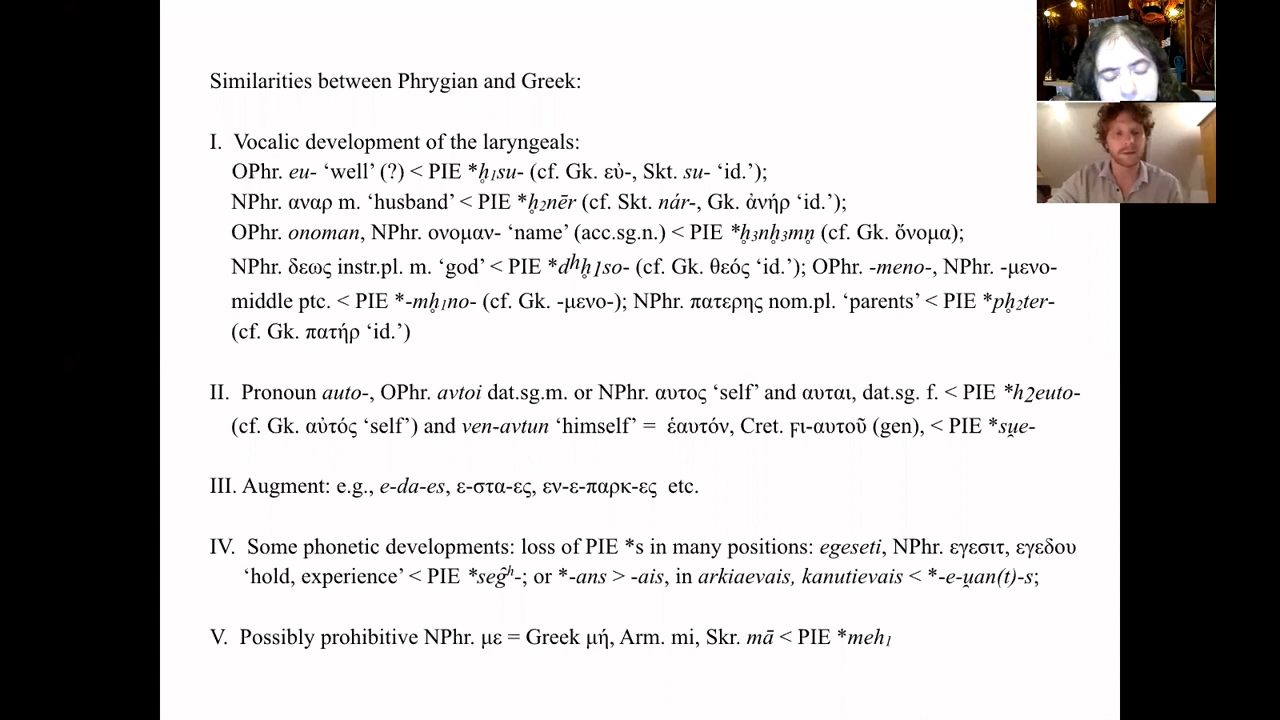 Similarities between Phrygian and Greek:
I. Vocalic development of the laryngeals:
OPhr. eu- ‘well’ (?) < PIE *h̥₁su- (cf. Gk. εὐ-, Skt. su- ‘id.’);
NPhr. αναρ m. ‘husband’ < PIE *h̥₂nēr (cf. Skt. nár-, Gk. ἀνήρ ‘id.’);
OPhr. onoman, NPhr. ονομαν- ‘name’ (acc.sg.n.) < PIE *h̥₃nh̥₃mn̥ (cf. Gk. ὄνομα);
NPhr. δεως instr.pl. m. ‘god’ < PIE *dʰh̥1so- (cf. Gk. θεός ‘id.’); OPhr. -meno-, NPhr. -μενο-
middle ptc. < PIE *-mh̥₁no- (cf. Gk. -μενο-); NPhr. πατερης nom.pl. ‘parents’ < PIE *ph̥₂ter-
(cf. Gk. πατήρ ‘id.’)
II. Pronoun auto-, OPhr. avtoi dat.sg.m. or NPhr. αυτος ‘self’ and αυται, dat.sg. f. < PIE *h2euto-
(cf. Gk. αὐτός ‘self’) and ven-avtun ‘himself’ = ἑαυτόν, Cret. ϝι-αυτοῦ (gen), < PIE *su̯e-
III. Augment: e.g., e-da-es, ε-στα-ες, εν-ε-παρκ-ες etc.
IV. Some phonetic developments: loss of PIE *s in many positions: egeseti, NPhr. εγεσιτ, εγεδου
‘hold, experience’ < PIE *seĝʰ-; or *-ans > -ais, in arkiaevais, kanutievais < *-e-u̯an(t)-s;
V. Possibly prohibitive NPhr. με = Greek μή, Arm. mi, Skr. mā < PIE *meh₁